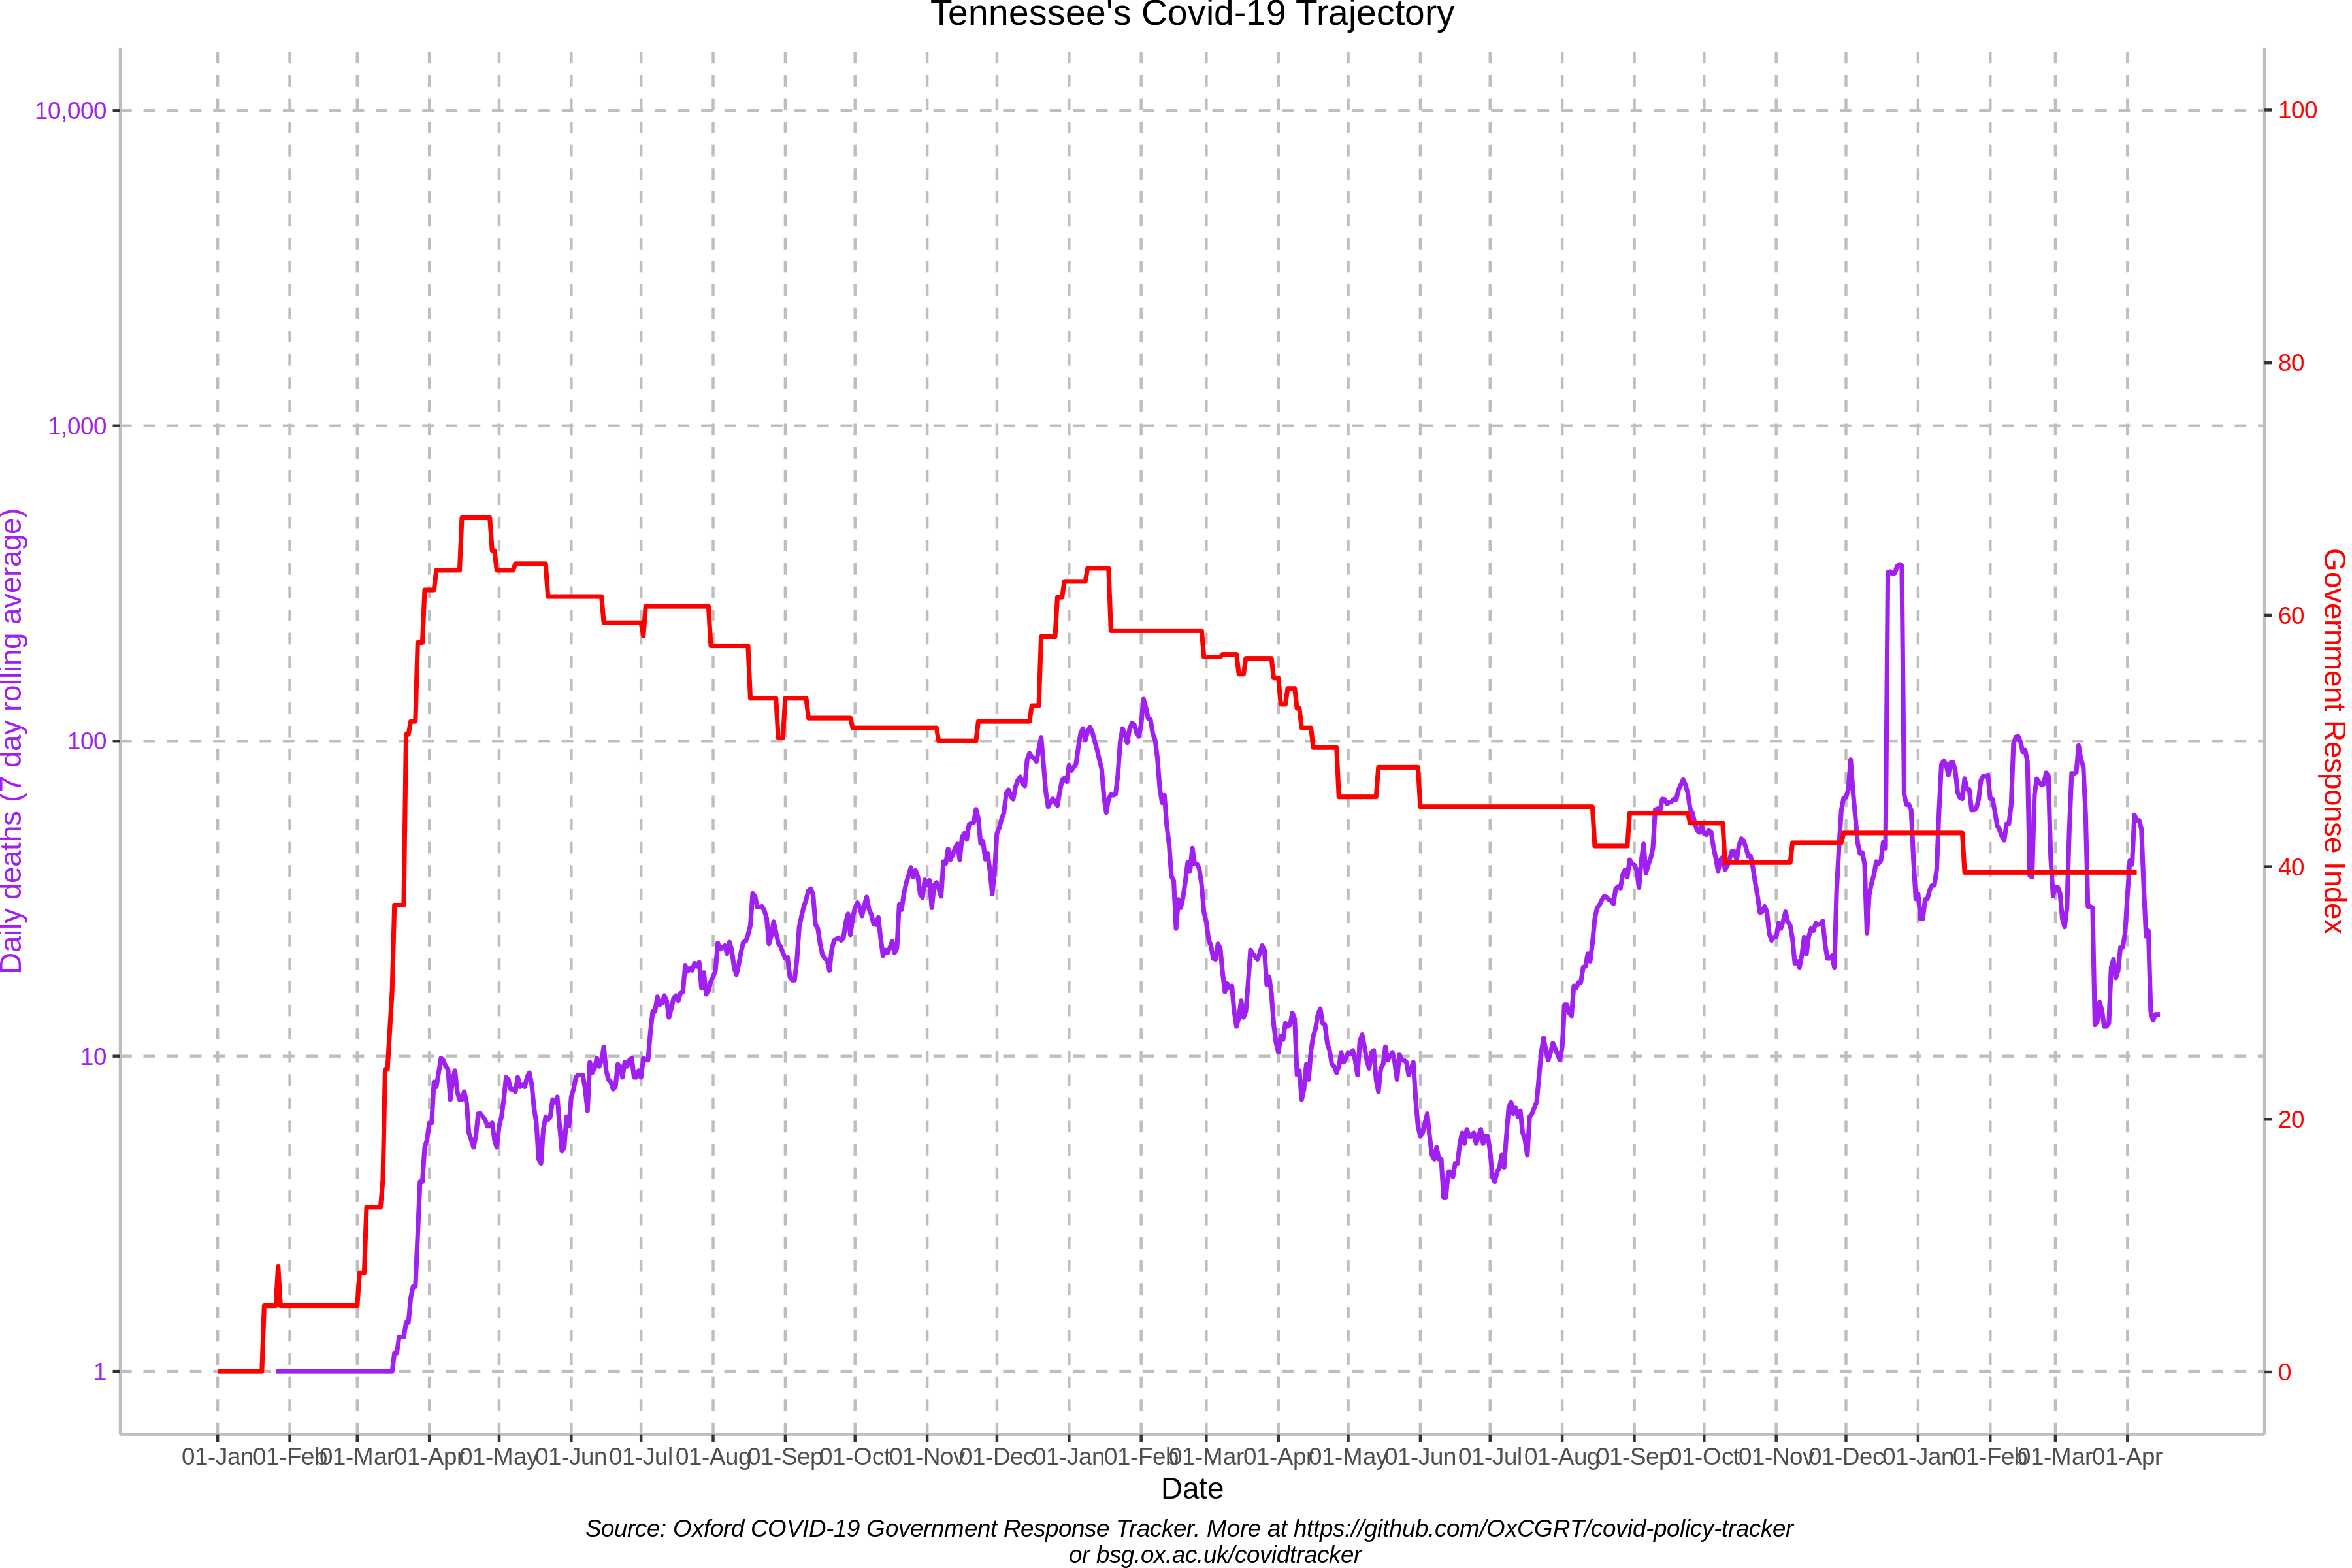 Tennessee's Covid-19 Trajectory
10,000
1,000
100
10
1
Daily deaths (7 day rolling average)
100
80
60
40
20
0
Government Response Index
01-Jan
01-Feb
01-Mar
01-Apr
01-May
01-Jun
01-Jul
01-Aug
01-Sep
01-Oct
01-Nov
01-Dec
01-Jan
01-Feb
01-Mar
01-Apr
01-May
01-Jun
01-Jul
01-Aug
01-Sep
01-Oct
01-Nov
01-Dec
01-Jan
01-Feb
01-Mar
01-Apr
Date
Source: Oxford COVID-19 Government Response Tracker. More at https://github.com/OxCGRT/covid-policy-tracker
or bsg.ox.ac.uk/covidtracker